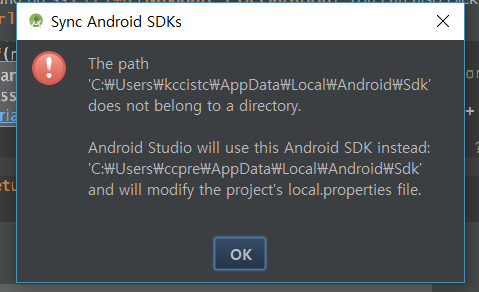 Sync Android SDKs
The path
'C:₩Users₩kccistc₩AppData₩Local₩Android₩Sdk'
does not belong to a directory.
Android Studio will use this Android SDK instead:
'C:₩Users₩ccpre₩AppData₩Local₩Android₩Sdk'
and will modify the project's local.properties file.
OK